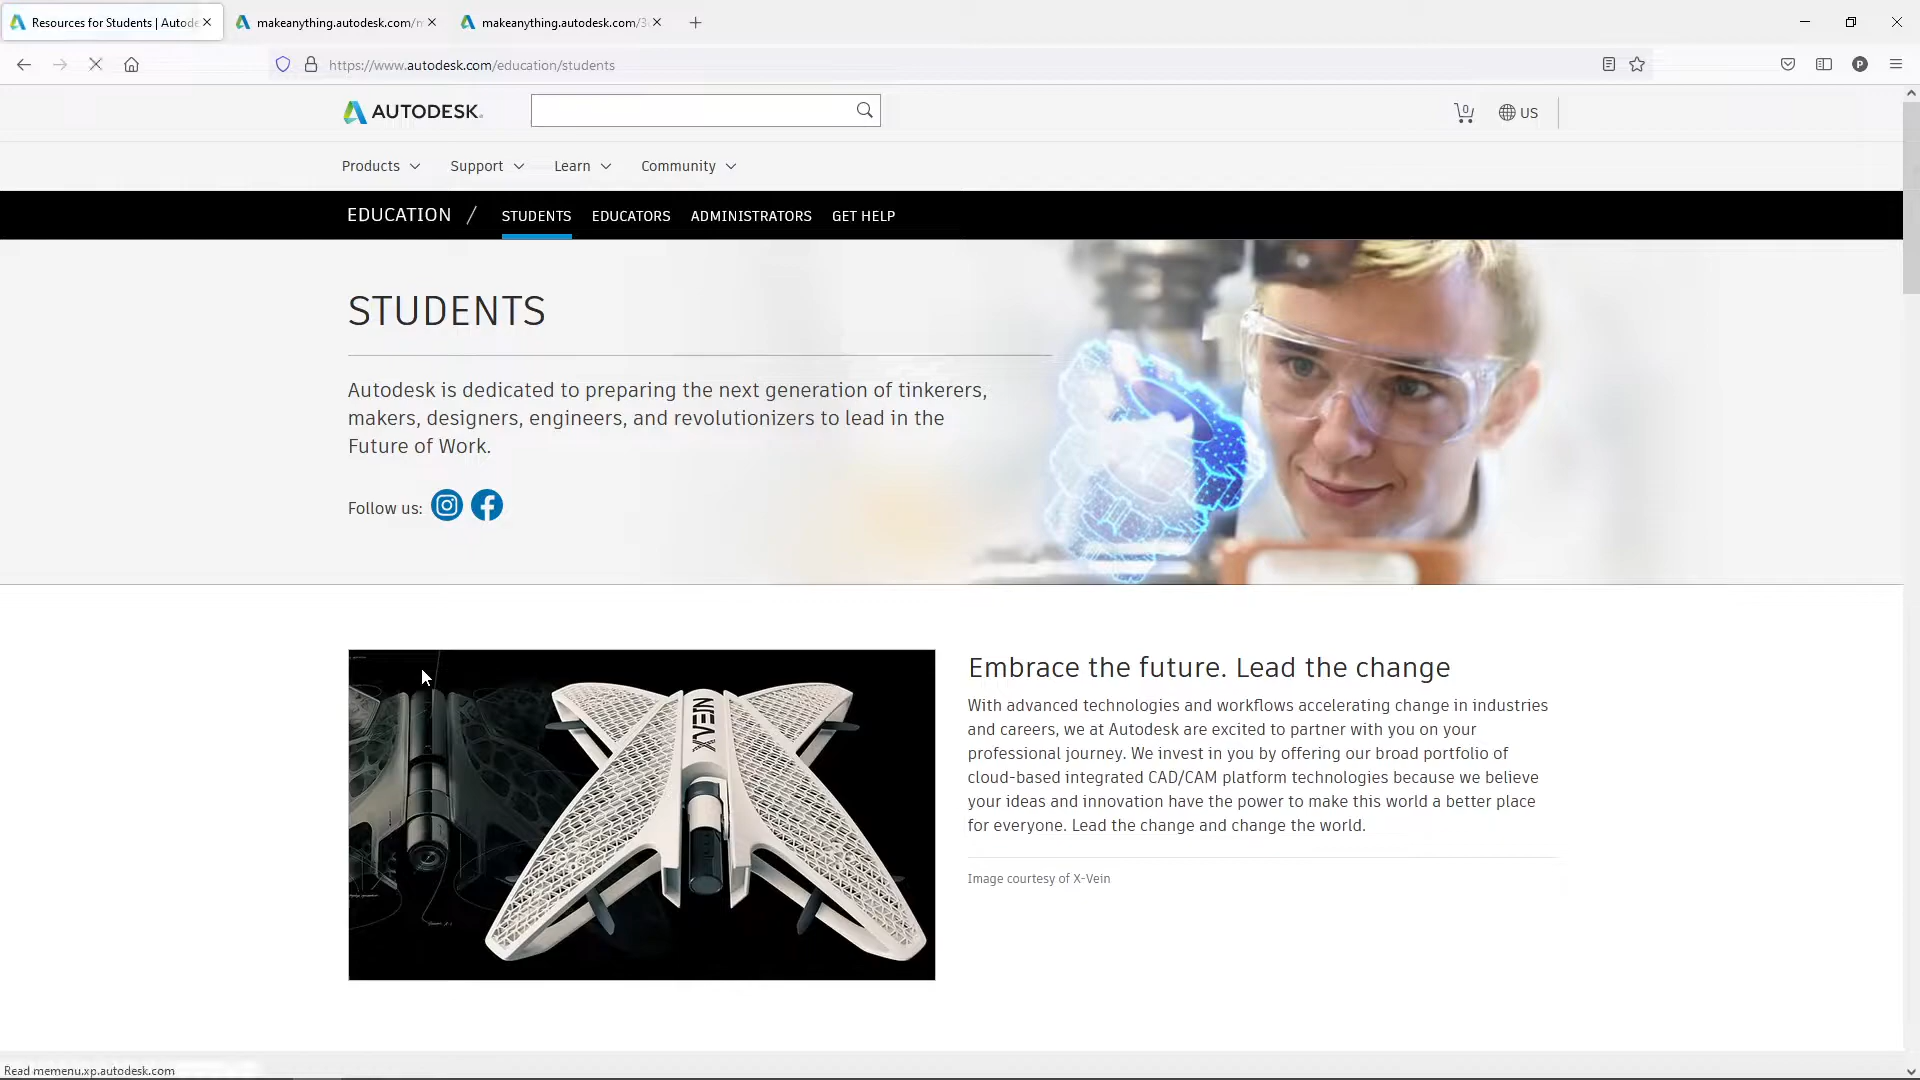 Resources for Students | Autode
makeanything.autodesk.com/
makeanything.autodesk.com/3
https://www.autodesk.com/education/students
AUTODESK
0
US
Products
Support
Learn
Community
EDUCATION / STUDENTS EDUCATORS ADMINISTRATORS GET HELP
STUDENTS
Autodesk is dedicated to preparing the next generation of tinkerers,
makers, designers, engineers, and revolutionizers to lead in the
Future of Work.
Follow us:
NEAX
Embrace the future. Lead the change
With advanced technologies and workflows accelerating change in industries
and careers, we at Autodesk are excited to partner with you on your
professional journey. We invest in you by offering our broad portfolio of
cloud-based integrated CAD/CAM platform technologies because we believe
your ideas and innovation have the power to make this world a better place
for everyone. Lead the change and change the world.
Image courtesy of X-Vein
Read memenu.xp.autodesk.com
P